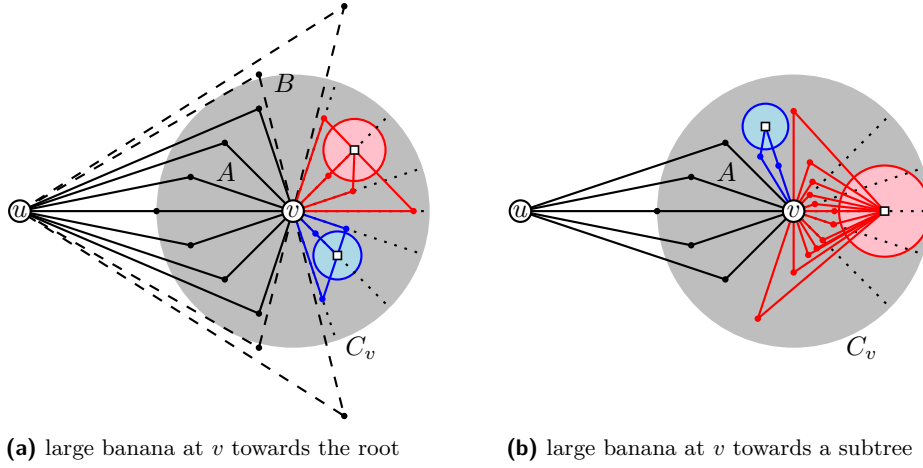 B
A
A
u
v
u
v
C_v
C_v
(a) large banana at v towards the root
(b) large banana at v towards a subtree